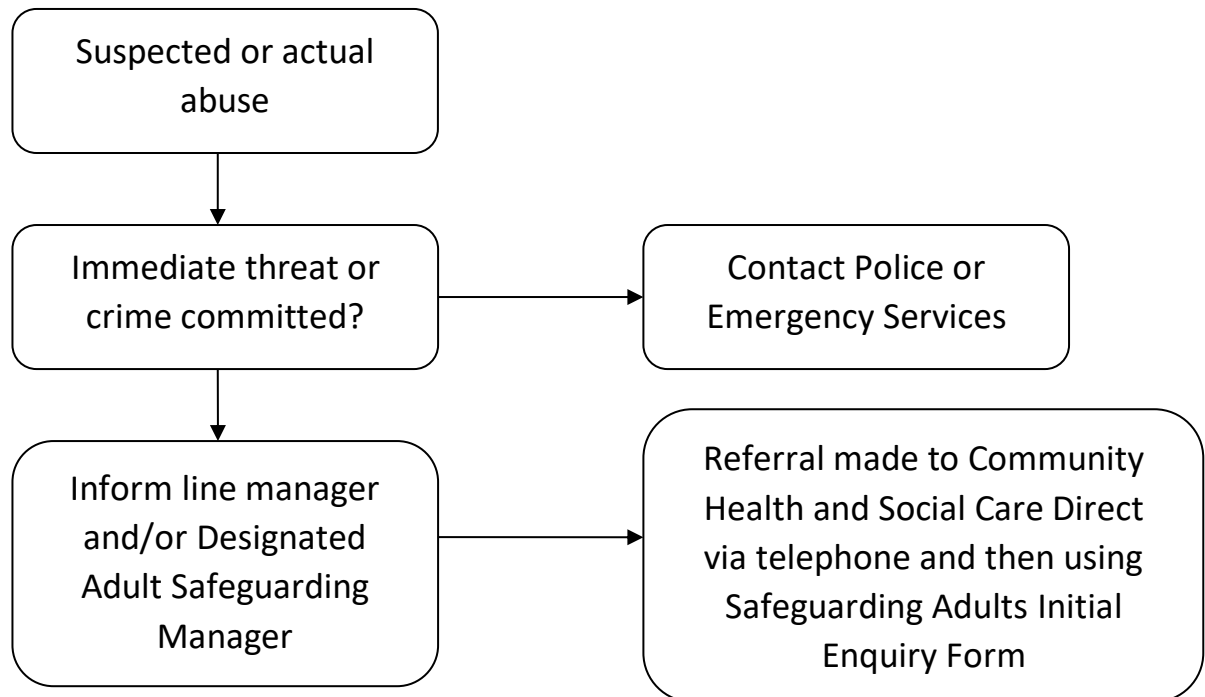 Suspected or actual
abuse
Immediate threat or
crime committed?
Contact Police or
Emergency Services
Inform line manager
and/or Designated
Adult Safeguarding
Manager
Referral made to Community
Health and Social Care Direct
via telephone and then using
Safeguarding Adults Initial
Enquiry Form